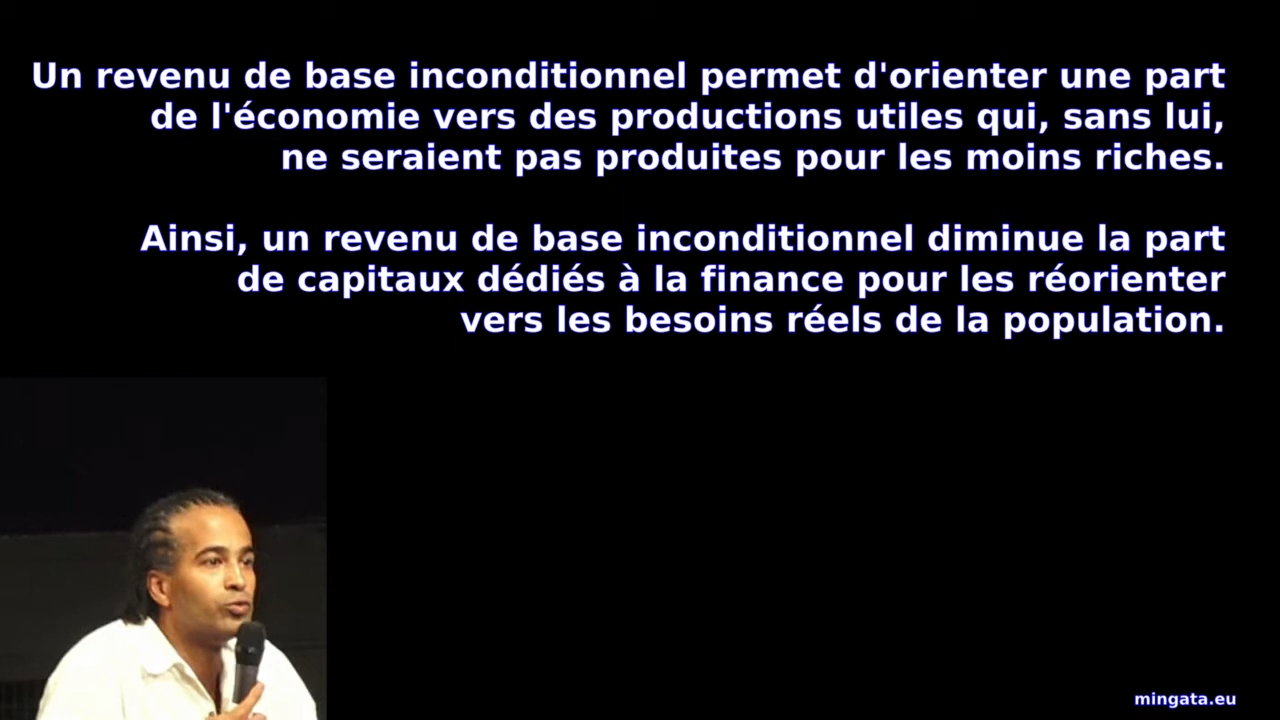 Un revenu de base inconditionnel permet d'orienter une part
de l'économie vers des productions utiles qui, sans lui,
ne seraient pas produites pour les moins riches.
Ainsi, un revenu de base inconditionnel diminue la part
de capitaux dédiés à la finance pour les réorienter
vers les besoins réels de la population.
mingata.eu